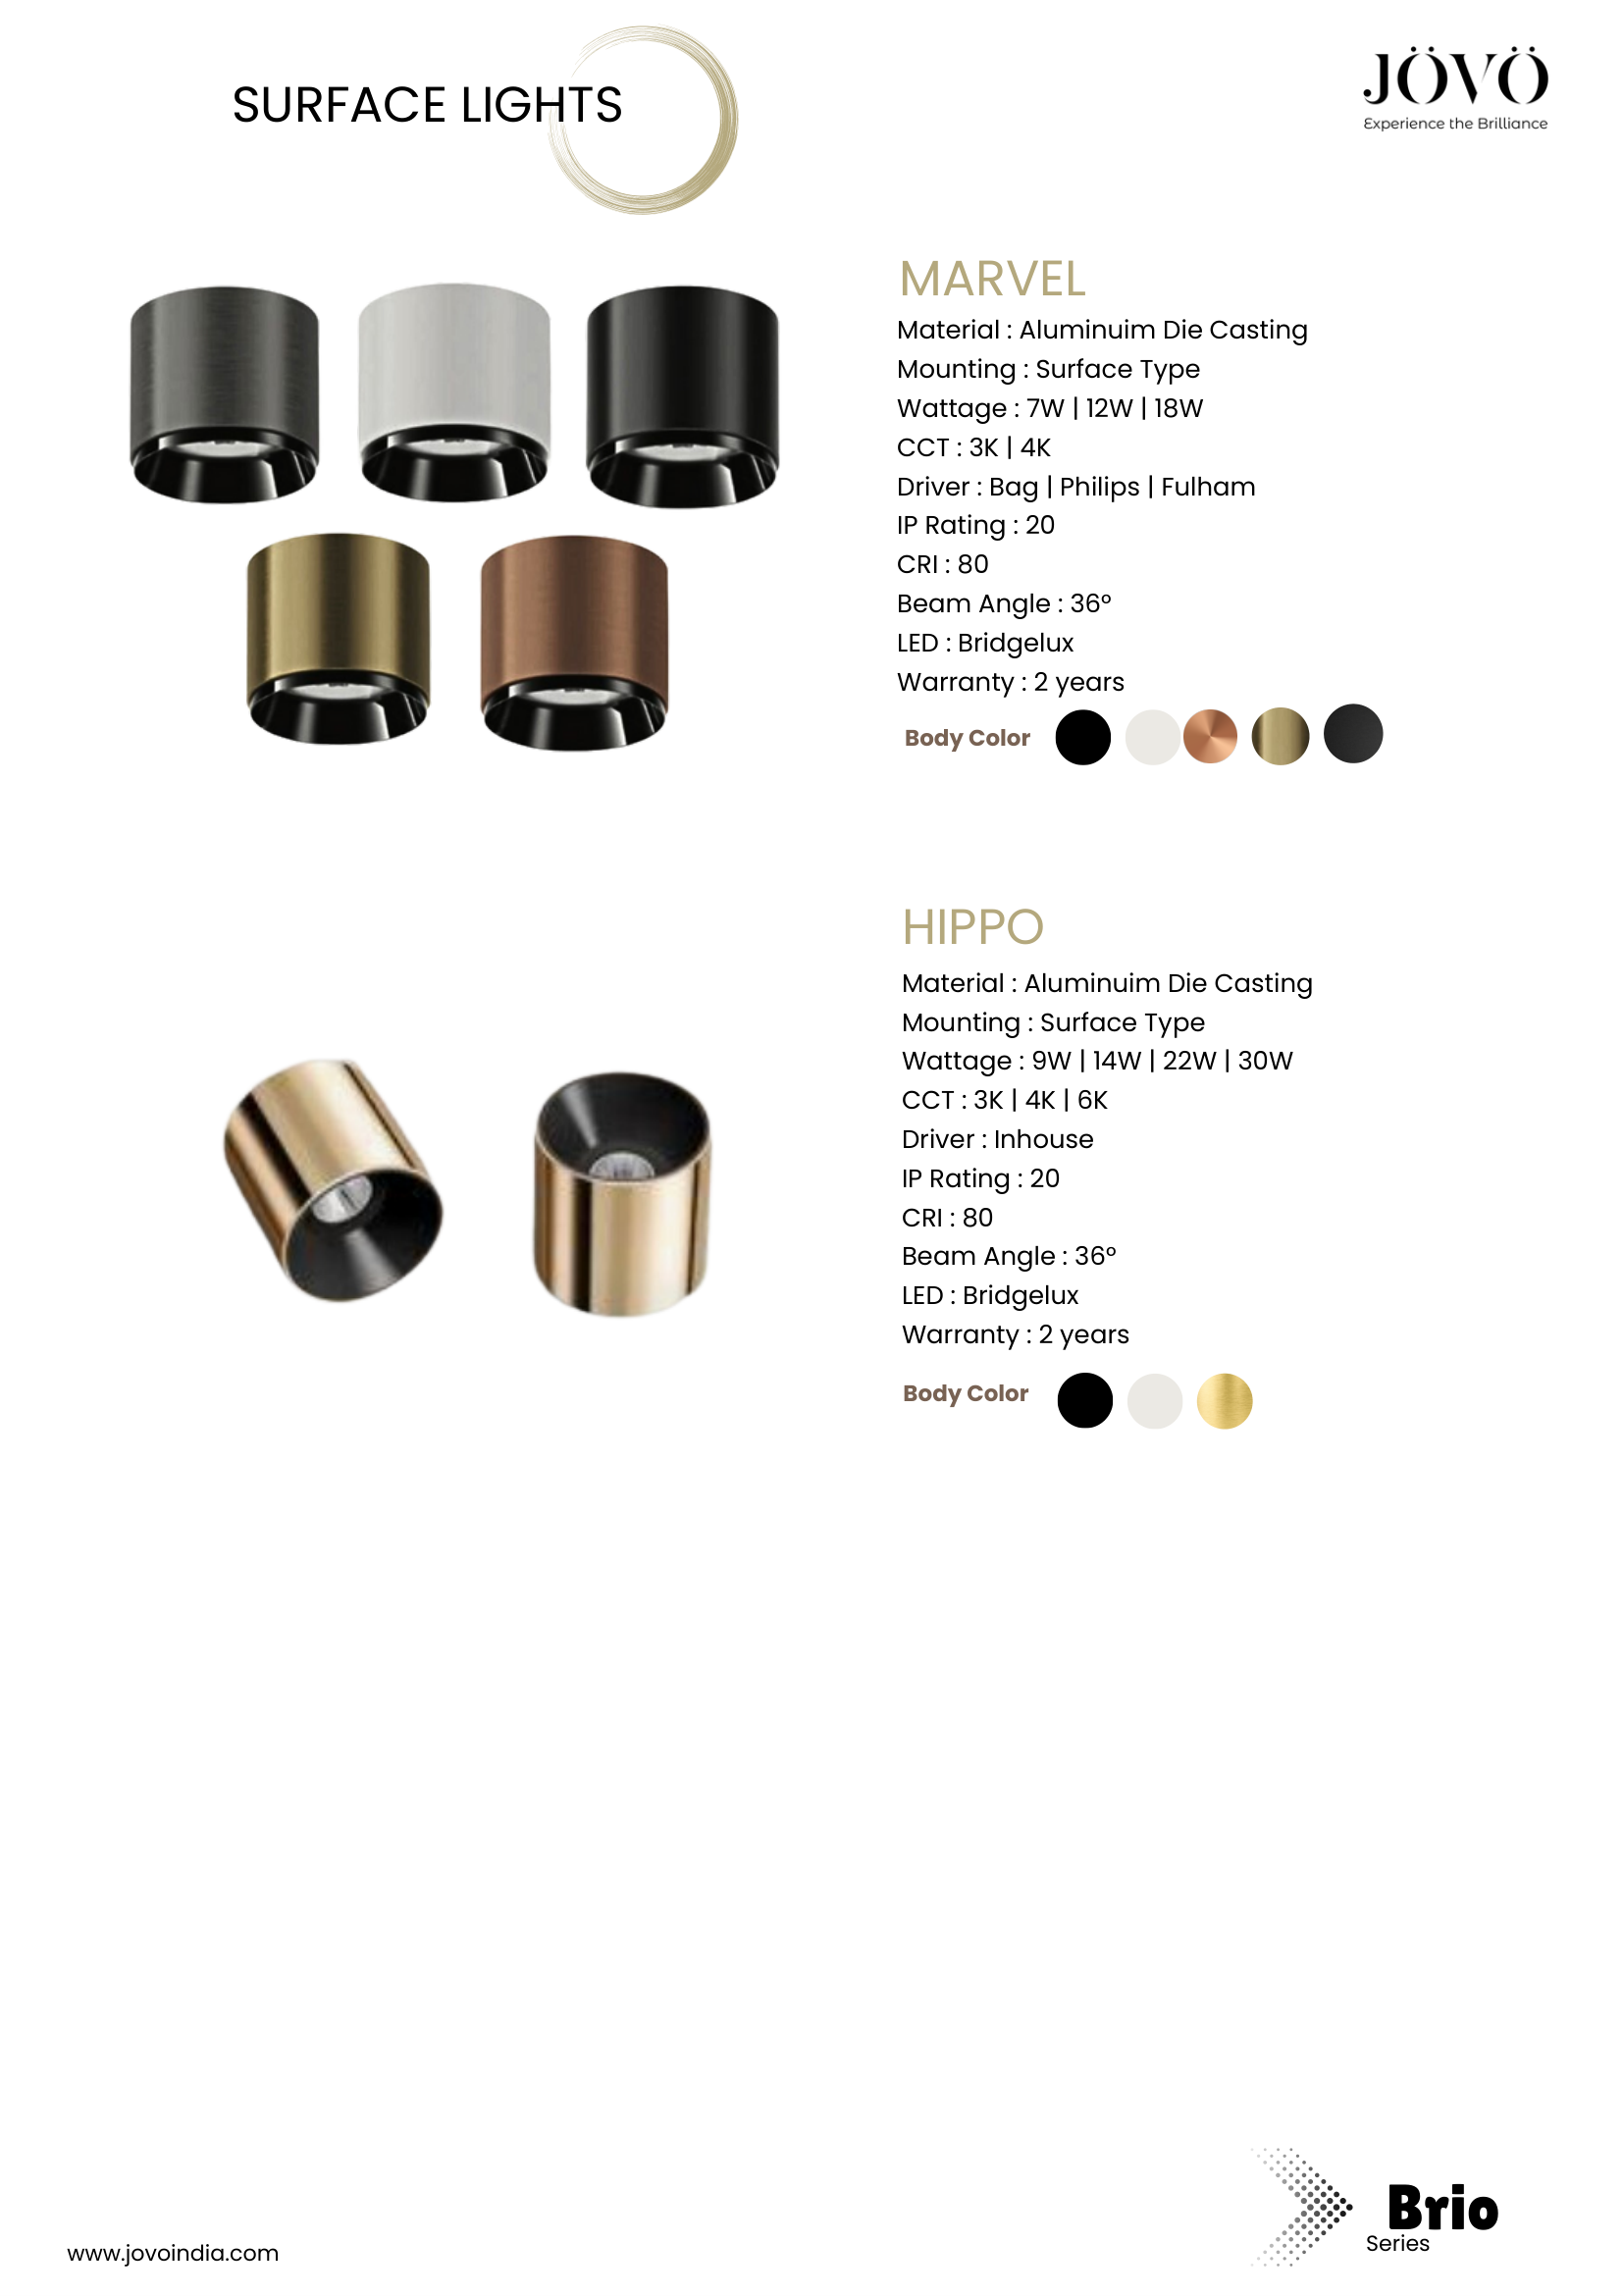 SURFACE LIGHTS
JÖVÖ
Experience the Brilliance
MARVEL
Material : Aluminuim Die Casting
Mounting : Surface Type
Wattage : 7W | 12W | 18W
CCT : 3K | 4K
Driver : Bag | Philips | Fulham
IP Rating : 20
CRI : 80
Beam Angle : 36º
LED : Bridgelux
Warranty : 2 years
Body Color
HIPPO
Material : Aluminuim Die Casting
Mounting : Surface Type
Wattage : 9W | 14W | 22W | 30W
CCT : 3K | 4K | 6K
Driver : Inhouse
IP Rating : 20
CRI : 80
Beam Angle : 36º
LED : Bridgelux
Warranty : 2 years
Body Color
Brio
Series
www.jovoindia.com